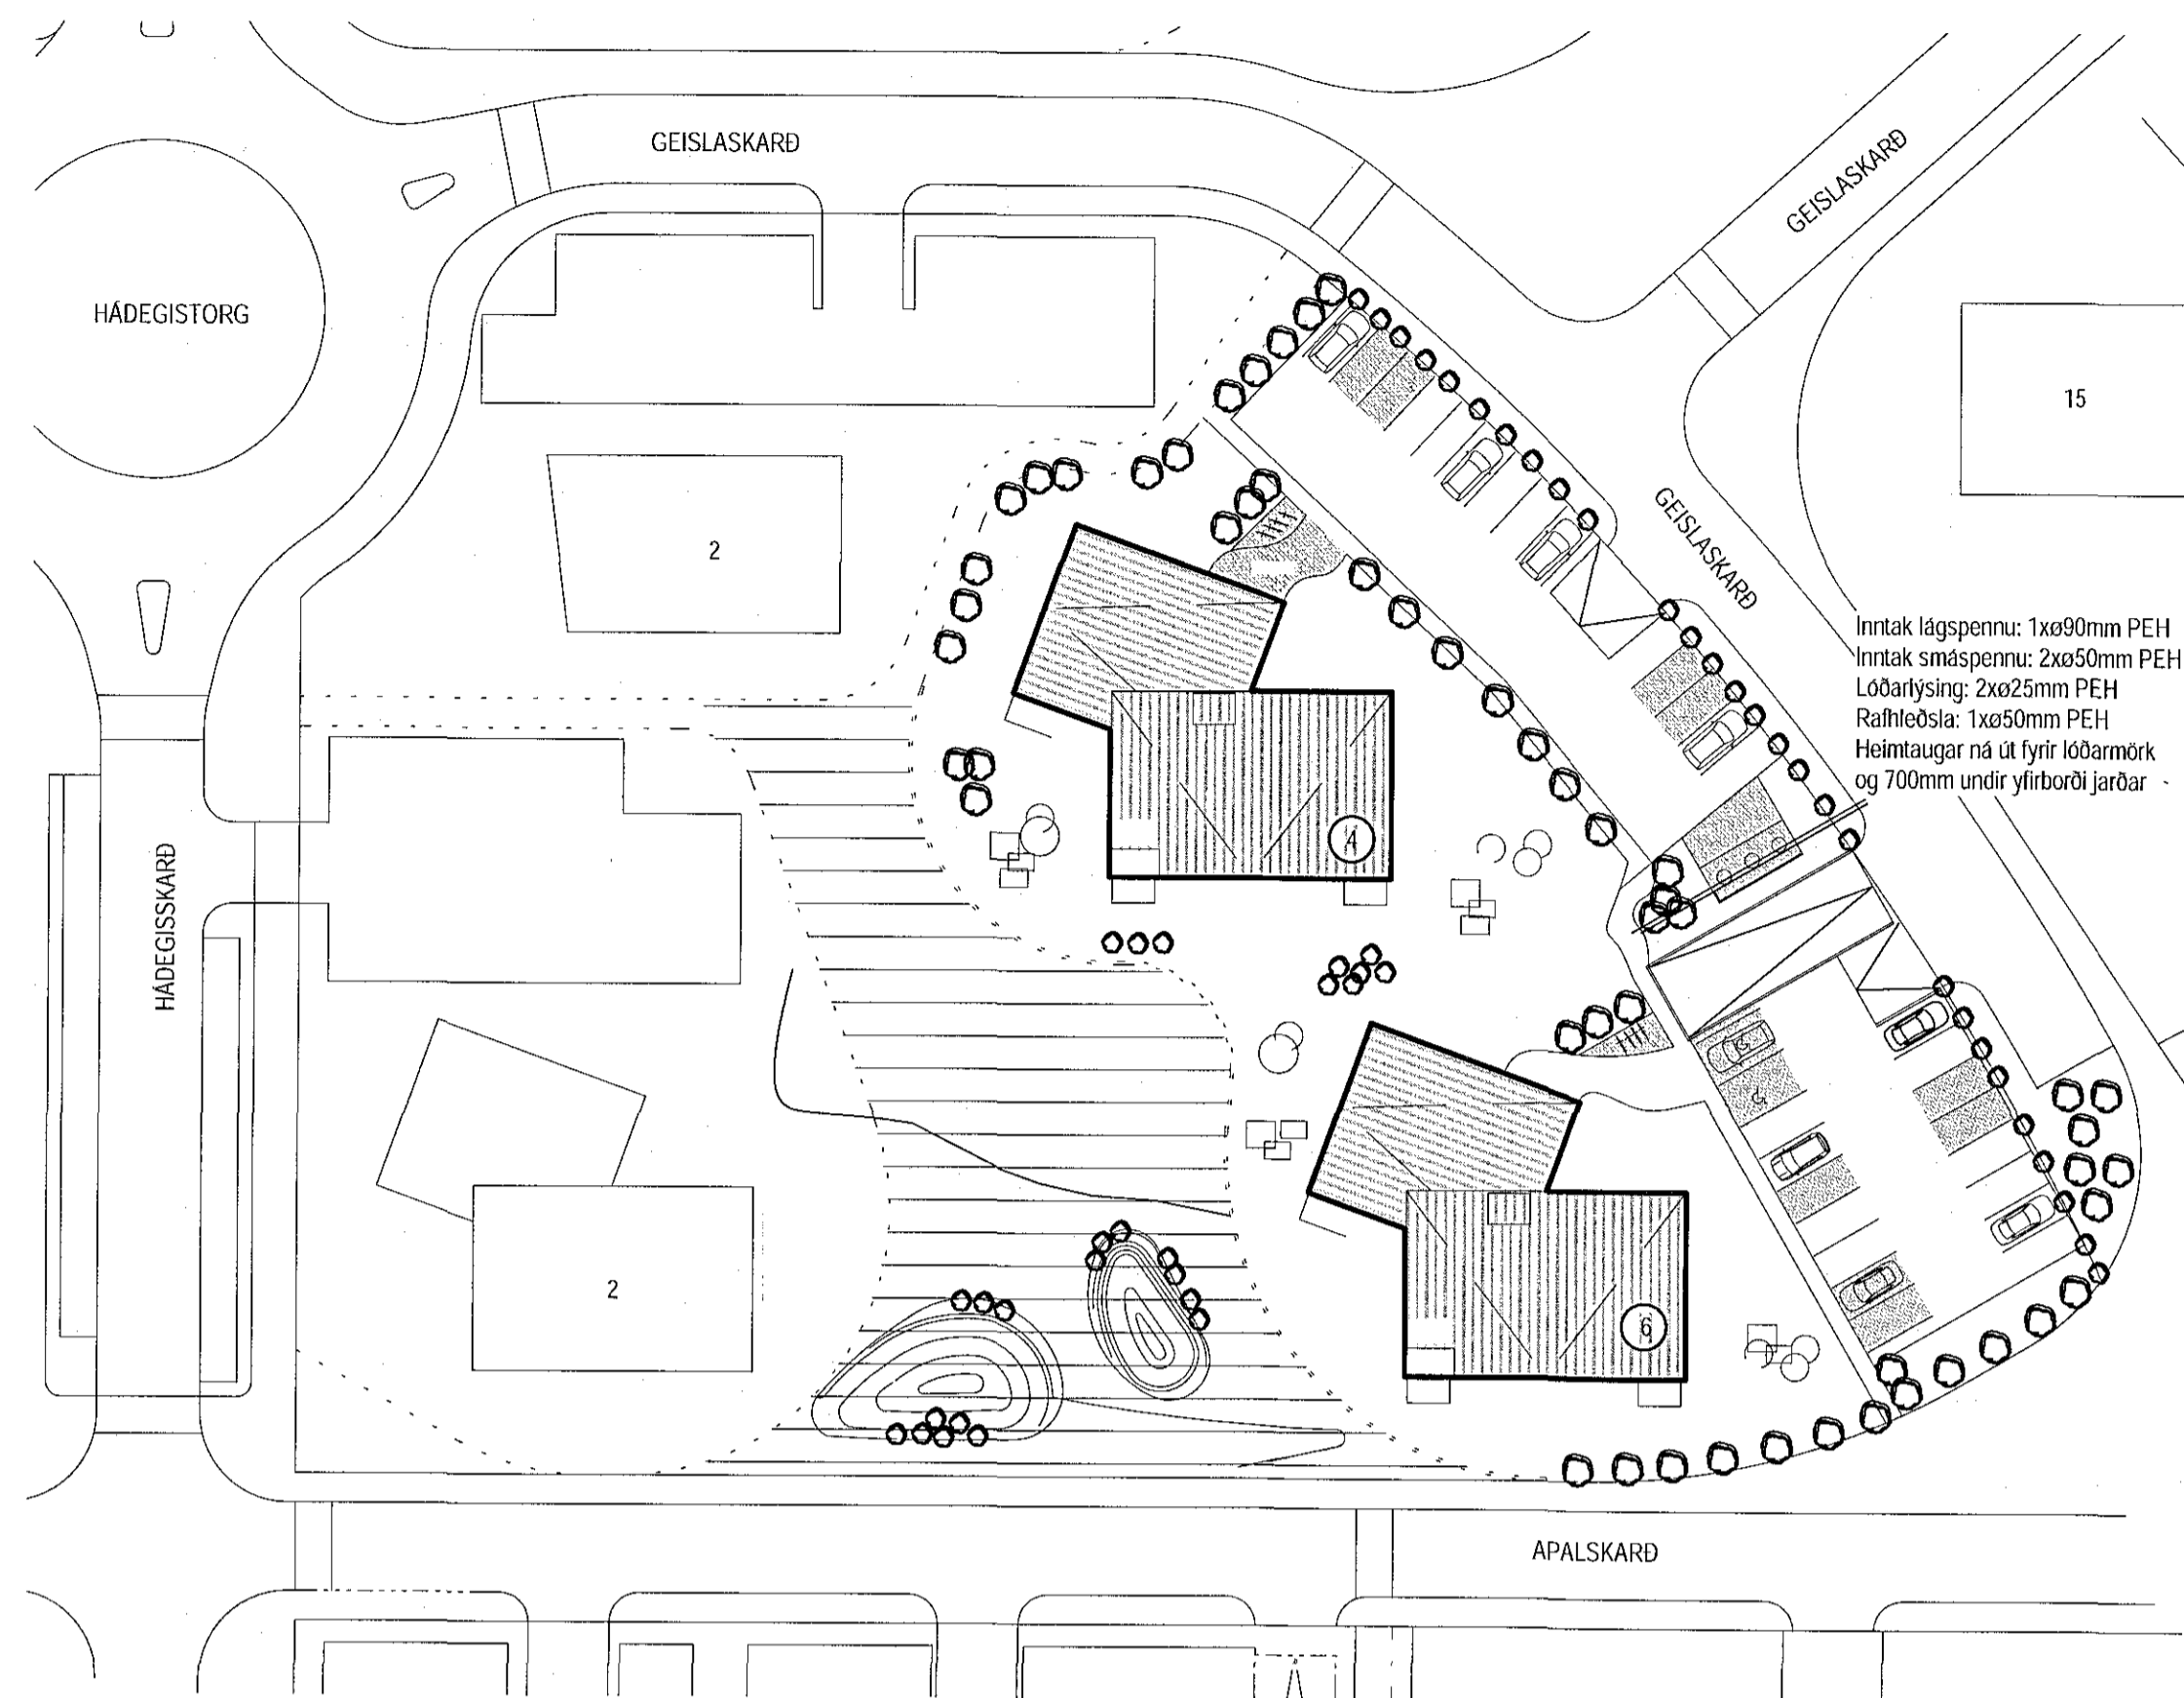 GEISLASKARÐ
GEISLASKARÐ
HÁDEGISTORG
15
2
GEISLASKARÐ
Inntak lágspennu: 1xø90mm PEH
Inntak smáspennu: 2xø50mm PEH
Lóðarlýsing: 2xø25mm PEH
Rafhleðsla: 1xø50mm PEH
Heimtaugar ná út fyrir lóðarmörk
og 700mm undir yfirborði jarðar
4
HÁDEGISSKARÐ
2
6
APALSKARÐ